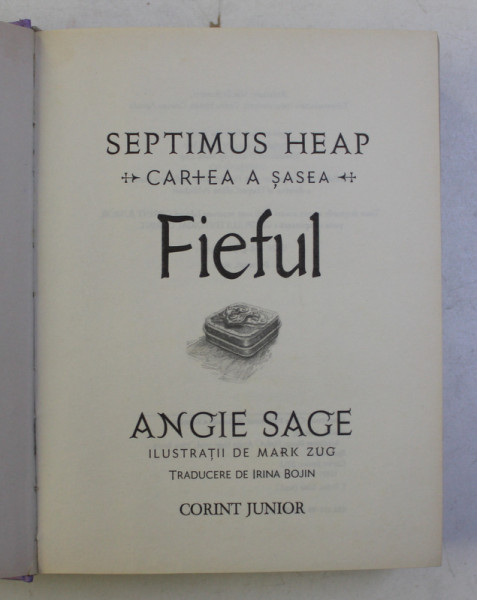 SEPTIMUS HEAP
CARTEA A ȘASEA
Fieful
ANGIE SAGE
ILUSTRAȚII DE MARK ZUG
TRADUCERE DE IRINA BOJIN
CORINT JUNIOR